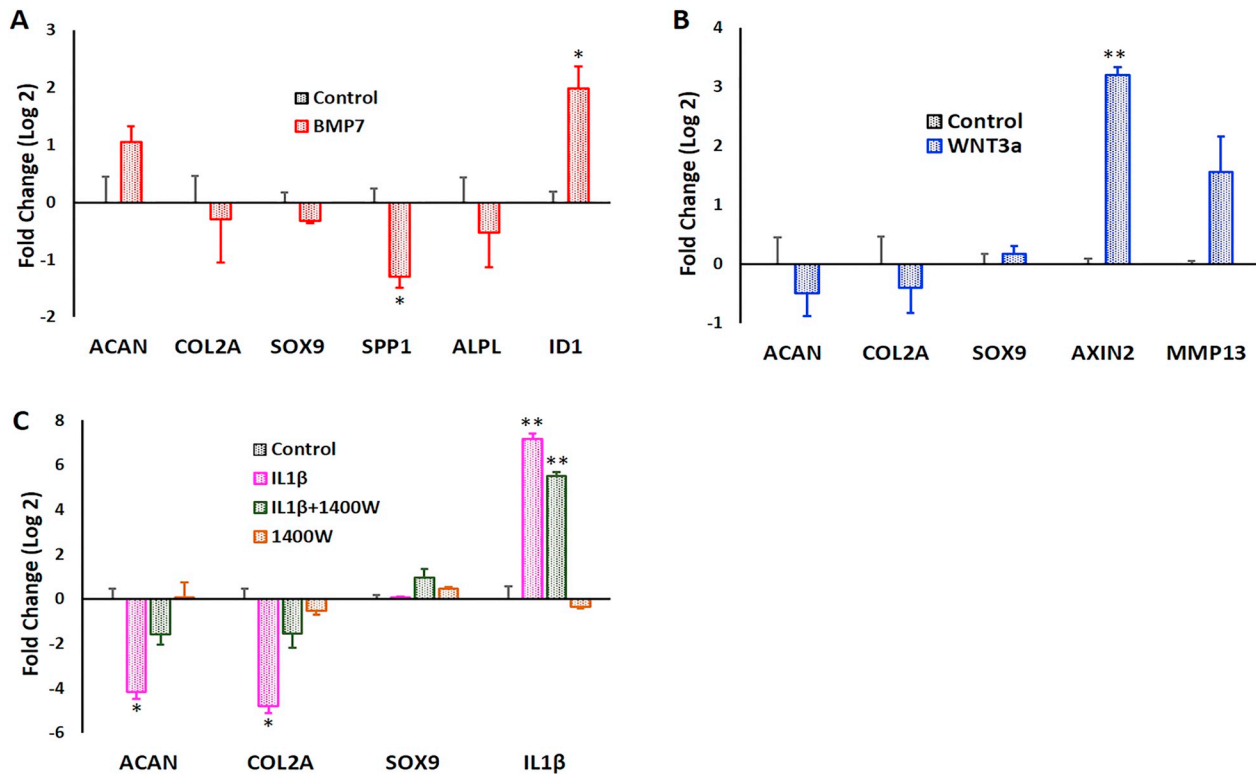 A
Fold Change (Log 2)
3
2
1
0
-1
-2
Control
BMP7
*
*
ACAN COL2A SOX9 SPP1 ALPL ID1
B
Fold Change (Log 2)
4
3
2
1
0
-1
Control
WNT3a
**
ACAN COL2A SOX9 AXIN2 MMP13
C
Fold Change (Log 2)
8
6
4
2
0
-2
-4
-6
Control
IL1β
IL1β+1400W
1400W
**
**
*
*
ACAN COL2A SOX9 IL1β